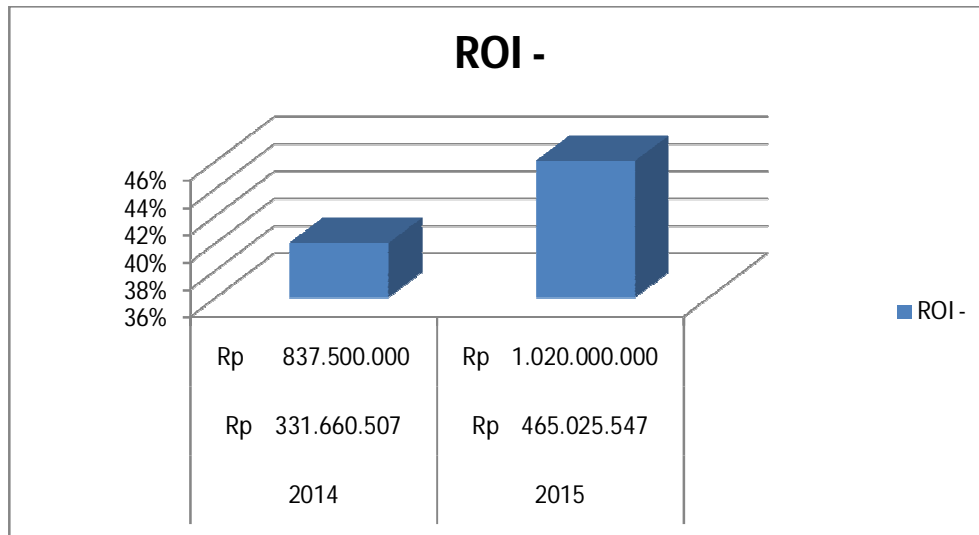 ROI -
46%
44%
42%
40%
38%
36%
ROI -
Rp 837.500.000 Rp 1.020.000.000
Rp 331.660.507 Rp 465.025.547
2014 2015